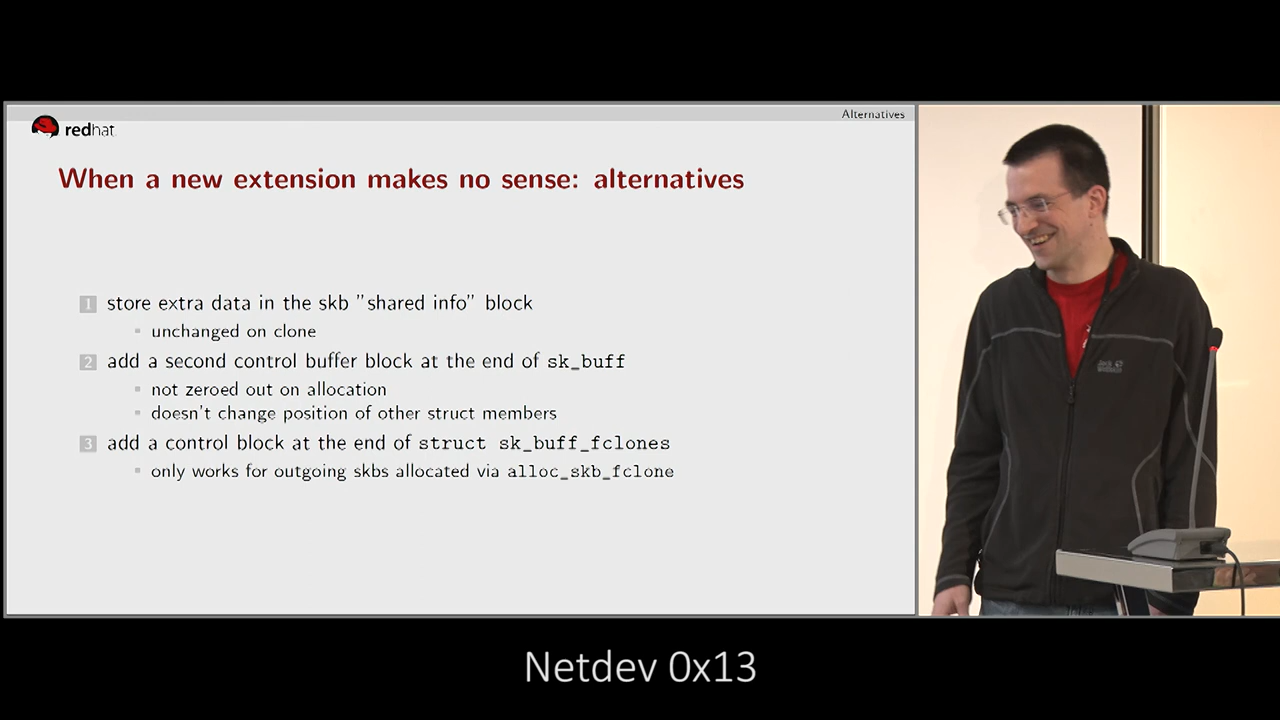 Alternatives
redhat.
When a new extension makes no sense: alternatives
1 store extra data in the skb "shared info" block
unchanged on clone
2 add a second control buffer block at the end of sk_buff
not zeroed out on allocation
doesn't change position of other struct members
3 add a control block at the end of struct sk_buff_fclones
only works for outgoing skbs allocated via alloc_skb_fclone
Jack
Wolfskin
Netdev 0x13